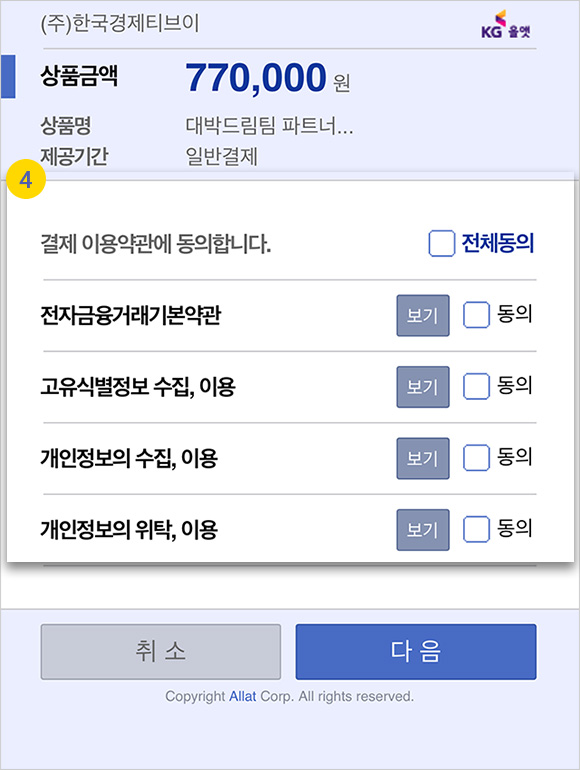 (주)한국경제티브이
KG 올앳
상품금액 770,000 원
상품명 대박드림팀 파트너...
제공기간 일반결제
4
결제 이용약관에 동의합니다. 전체동의
전자금융거래기본약관 보기 동의
고유식별정보 수집, 이용 보기 동의
개인정보의 수집, 이용 보기 동의
개인정보의 위탁, 이용 보기 동의
취 소 다 음
Copyright Allat Corp. All rights reserved.